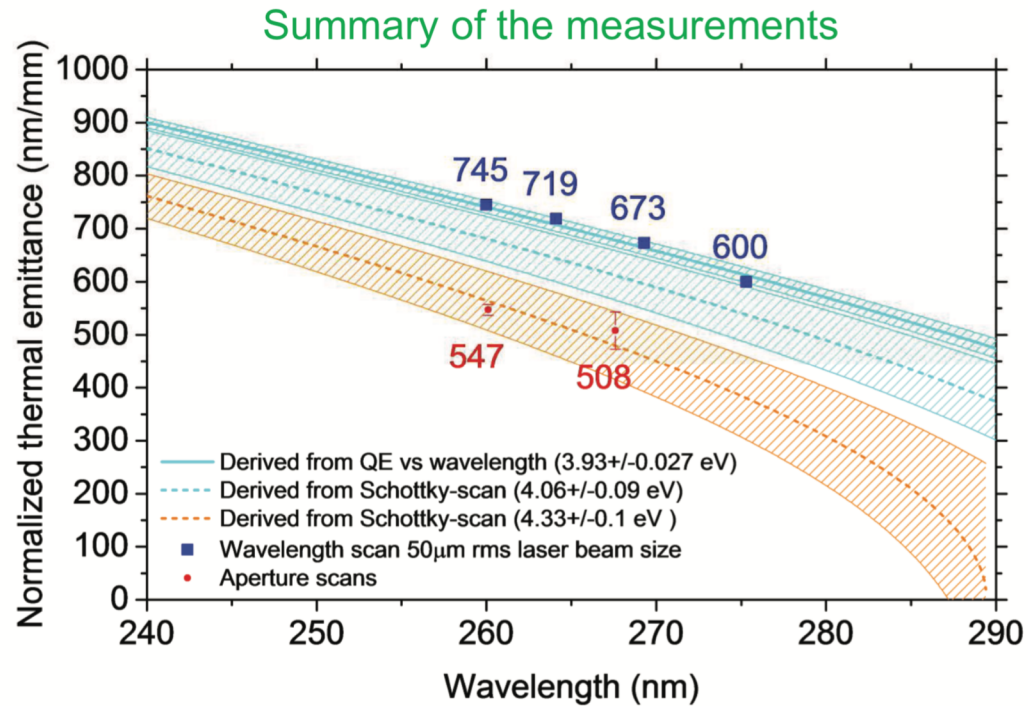 Summary of the measurements
1000
900
800
700
600
500
400
300
200
100
0
Normalized thermal emittance (nm/mm)
745
719
673
600
547
508
Derived from QE vs wavelength (3.93+/-0.027 eV)
Derived from Schottky-scan (4.06+/-0.09 eV)
Derived from Schottky-scan (4.33+/-0.1 eV )
Wavelength scan 50μm rms laser beam size
Aperture scans
240 250 260 270 280 290
Wavelength (nm)